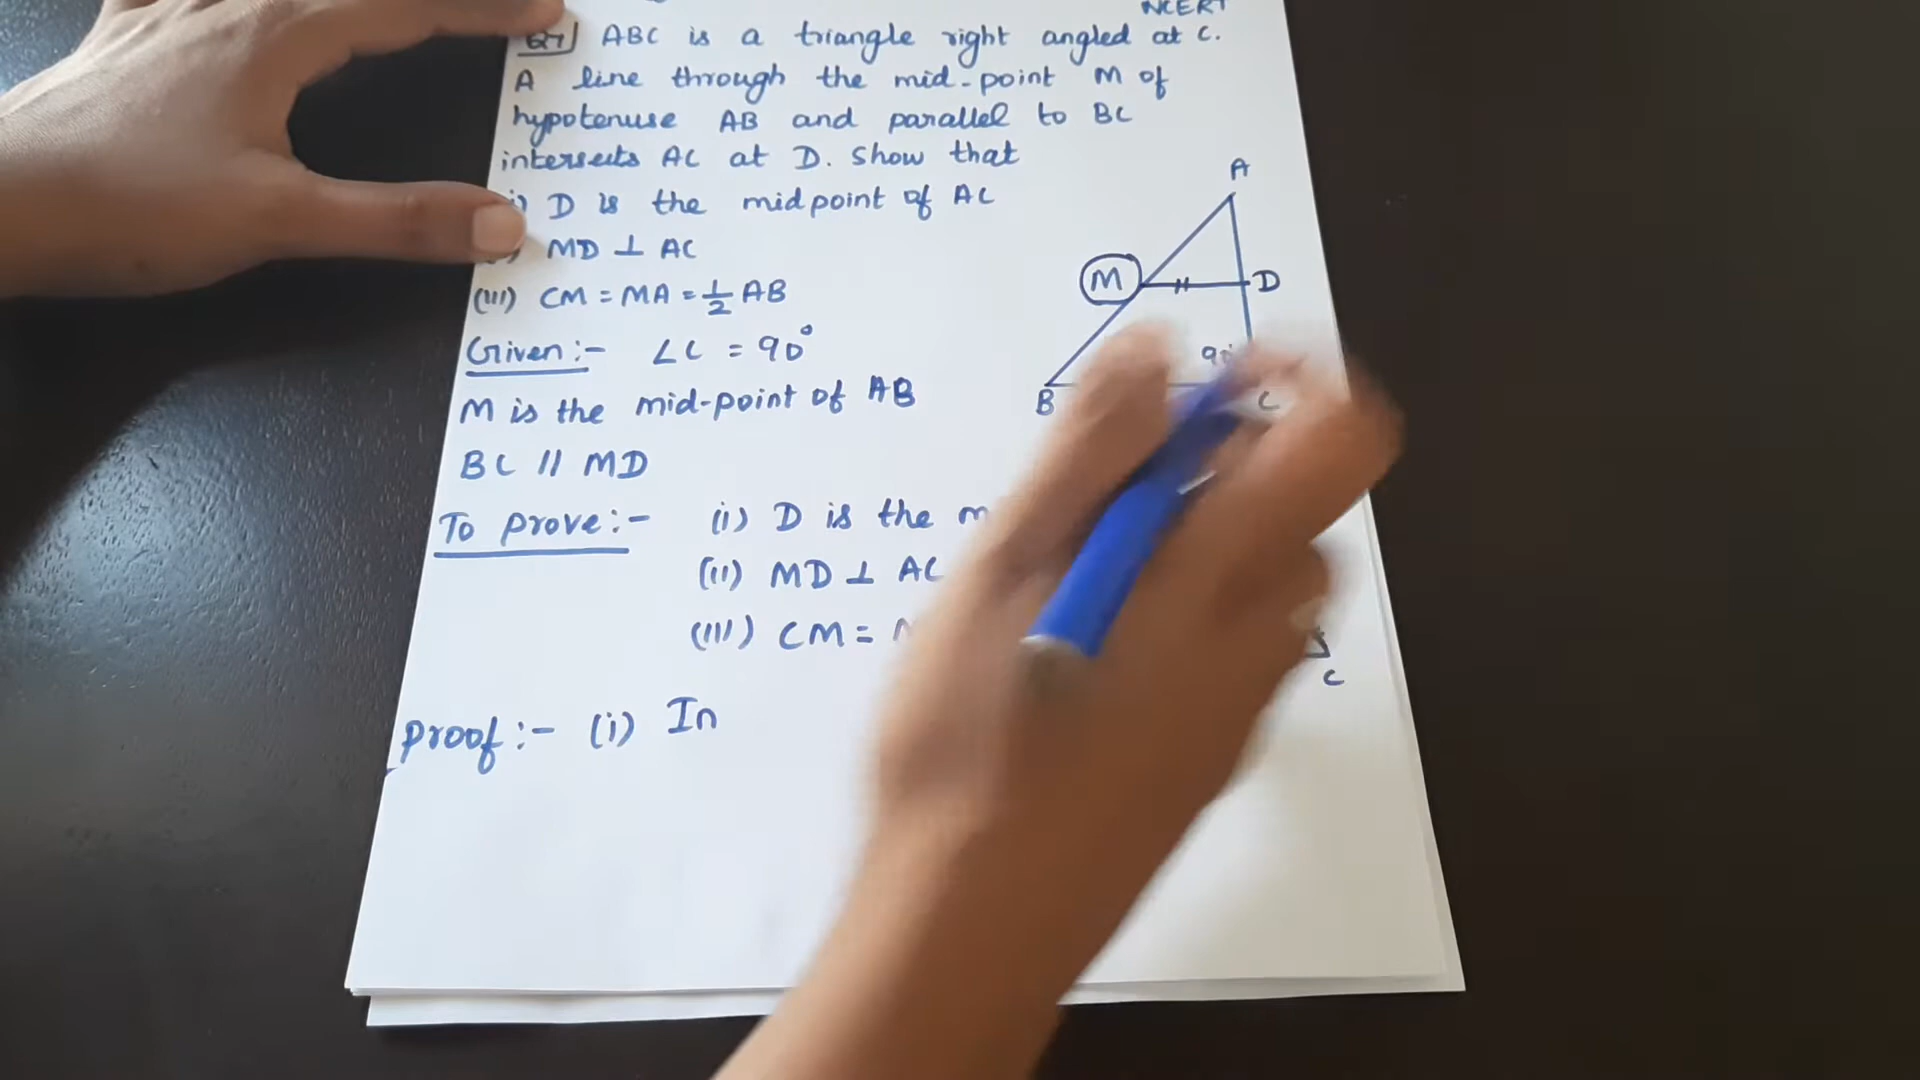 NCERT
Q7) ABC is a triangle right angled at C.
A line through the mid-point M of
hypotenuse AB and parallel to BC
intersects AC at D. Show that
i) D is the midpoint of AC
) MD ⊥ AC
(III) CM = MA = 1/2 AB
Given:- ∠C = 90°
M is the mid-point of AB
BC // MD
To prove:- (i) D is the m
(II) MD ⊥ AC
(III) CM =
proof:- (i) In
A
M D
90
B C
C